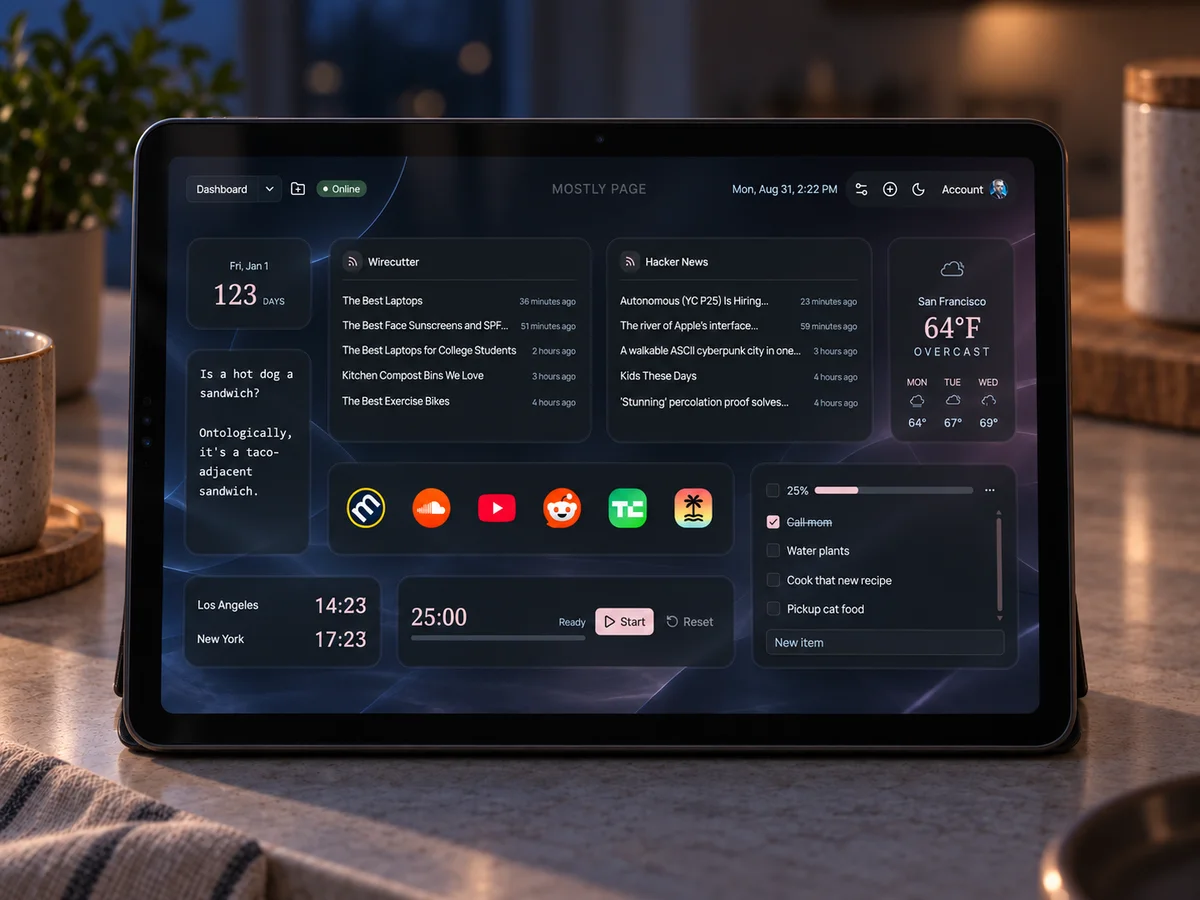 Dashboard
Online
MOSTLY PAGE
Mon, Aug 31, 2:22 PM
Account
Fri, Jan 1
123 DAYS
Is a hot dog a
sandwich?
Ontologically,
it's a taco-
adjacent
sandwich.
Wirecutter
The Best Laptops 36 minutes ago
The Best Face Sunscreens and SPF... 51 minutes ago
The Best Laptops for College Students 2 hours ago
Kitchen Compost Bins We Love 3 hours ago
The Best Exercise Bikes 4 hours ago
Hacker News
Autonomous (YC P25) Is Hiring... 23 minutes ago
The river of Apple's interface... 59 minutes ago
A walkable ASCII cyberpunk city in one... 3 hours ago
Kids These Days 4 hours ago
'Stunning' percolation proof solves... 4 hours ago
San Francisco
64°F
OVERCAST
MON TUE WED
64° 67° 69°
m
TC
25%
Call mom
Water plants
Cook that new recipe
Pickup cat food
New item
Los Angeles 14:23
New York 17:23
25:00
Ready
Start
Reset